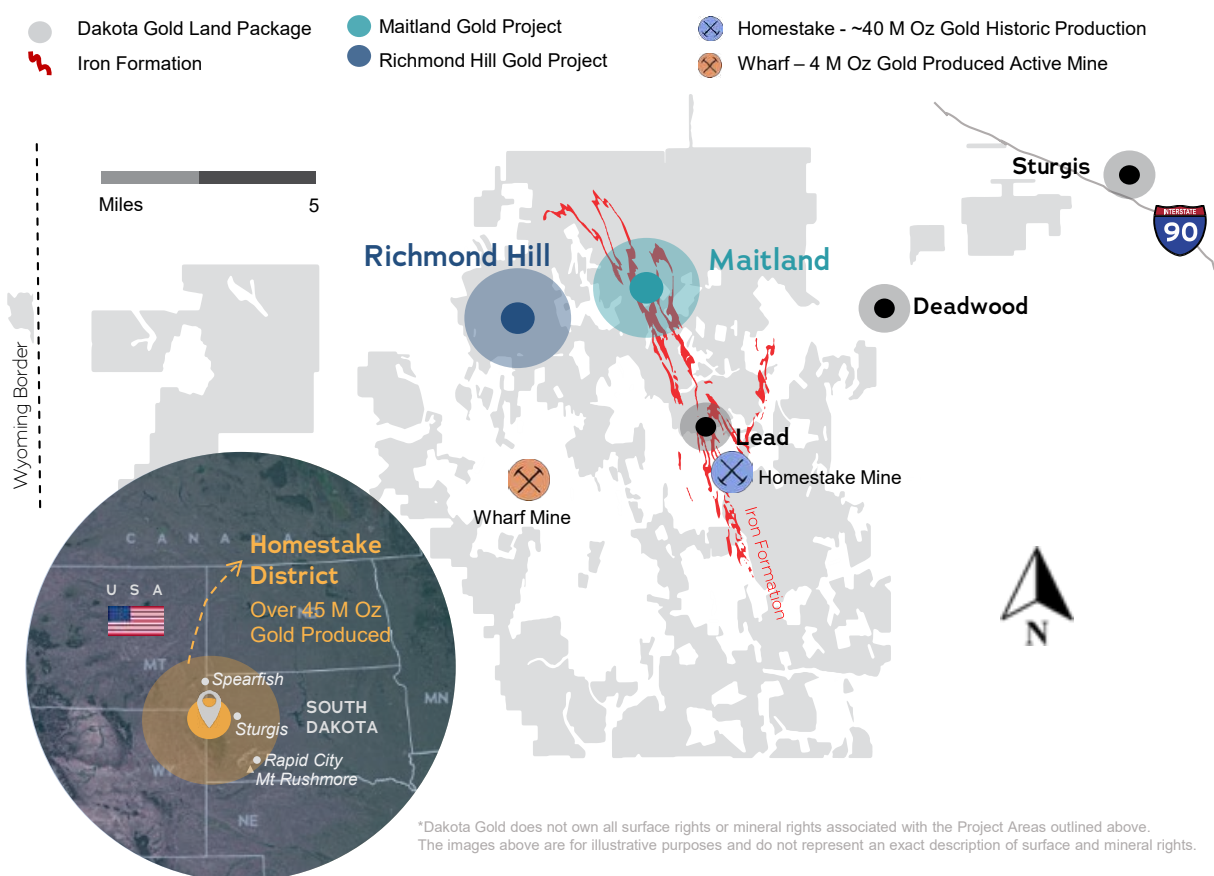 Dakota Gold Land Package
Iron Formation
Maitland Gold Project
Richmond Hill Gold Project
Homestake - ~40 M Oz Gold Historic Production
Wharf – 4 M Oz Gold Produced Active Mine
Miles 5
Wyoming Border
Sturgis
INTERSTATE
90
Richmond Hill
Maitland
Deadwood
Lead
Homestake Mine
Wharf Mine
Iron Formation
N
CANADA
Homestake
District
USA
Over 45 M Oz
Gold Produced
ND
MT
Spearfish
SOUTH
DAKOTA
MN
Sturgis
Rapid City
WY
Mt Rushmore
NE
*Dakota Gold does not own all surface rights or mineral rights associated with the Project Areas outlined above.
The images above are for illustrative purposes and do not represent an exact description of surface and mineral rights.